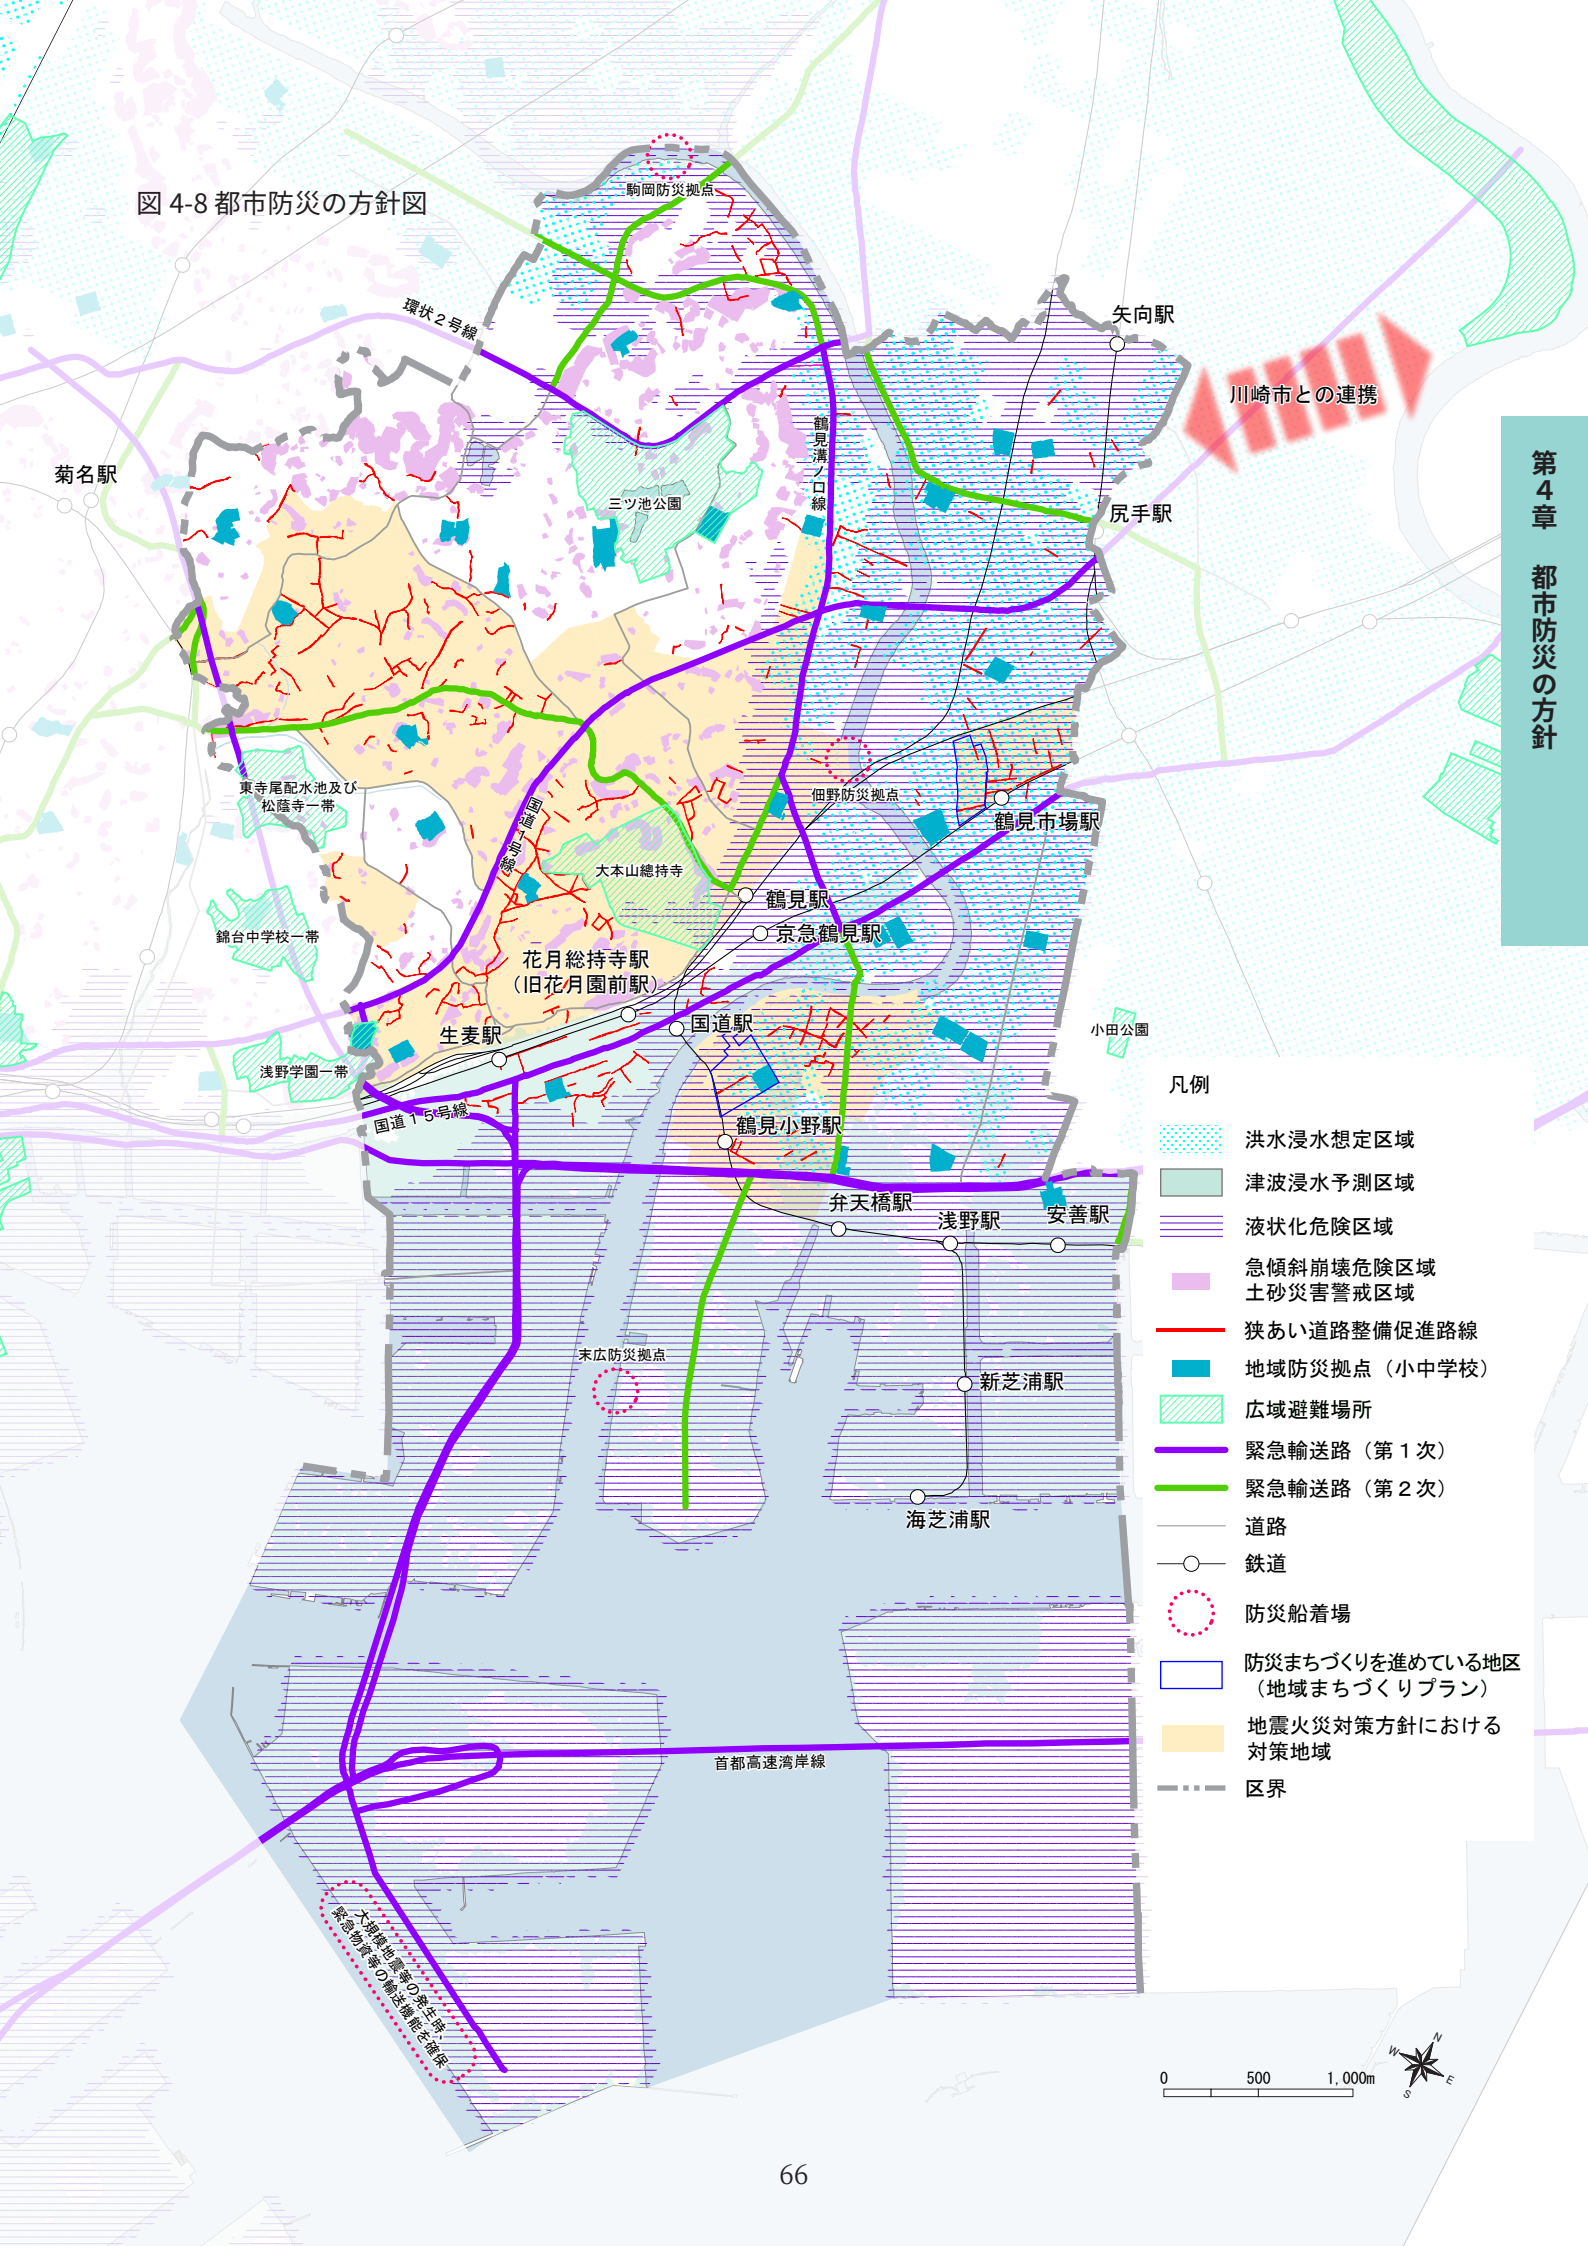 図 4-8 都市防災の方針図
駒岡防災拠点
環状２号線
矢向駅
川崎市との連携
鶴見溝ノ口線
菊名駅
三ツ池公園
尻手駅
第４章 都市防災の方針
東寺尾配水池及び
松蔭寺一帯
国道１号線
佃野防災拠点
鶴見市場駅
大本山總持寺
鶴見駅
京急鶴見駅
錦台中学校一帯
花月総持寺駅
（旧花月園前駅）
国道駅
生麦駅
小田公園
浅野学園一帯
国道１５号線
鶴見小野駅
弁天橋駅
浅野駅
安善駅
末広防災拠点
新芝浦駅
海芝浦駅
首都高速湾岸線
大規模地震等の発生時、
緊急物資等の輸送機能を確保
凡例
洪水浸水想定区域
津波浸水予測区域
液状化危険区域
急傾斜崩壊危険区域
土砂災害警戒区域
狭あい道路整備促進路線
地域防災拠点（小中学校）
広域避難場所
緊急輸送路（第１次）
緊急輸送路（第２次）
道路
鉄道
防災船着場
防災まちづくりを進めている地区
（地域まちづくりプラン）
地震火災対策方針における
対策地域
区界
N
W
E
S
0 500 1,000m
66